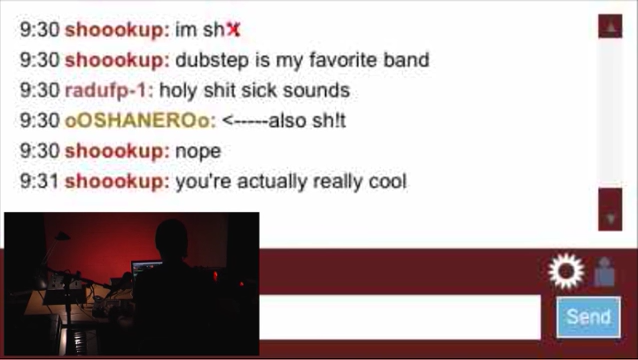 9:30 shoookup: im sh
9:30 shoookup: dubstep is my favorite band
9:30 radufp-1: holy shit sick sounds
9:30 oOSHANEROo: <-----also sh!t
9:30 shoookup: nope
9:31 shoookup: you're actually really cool
Send